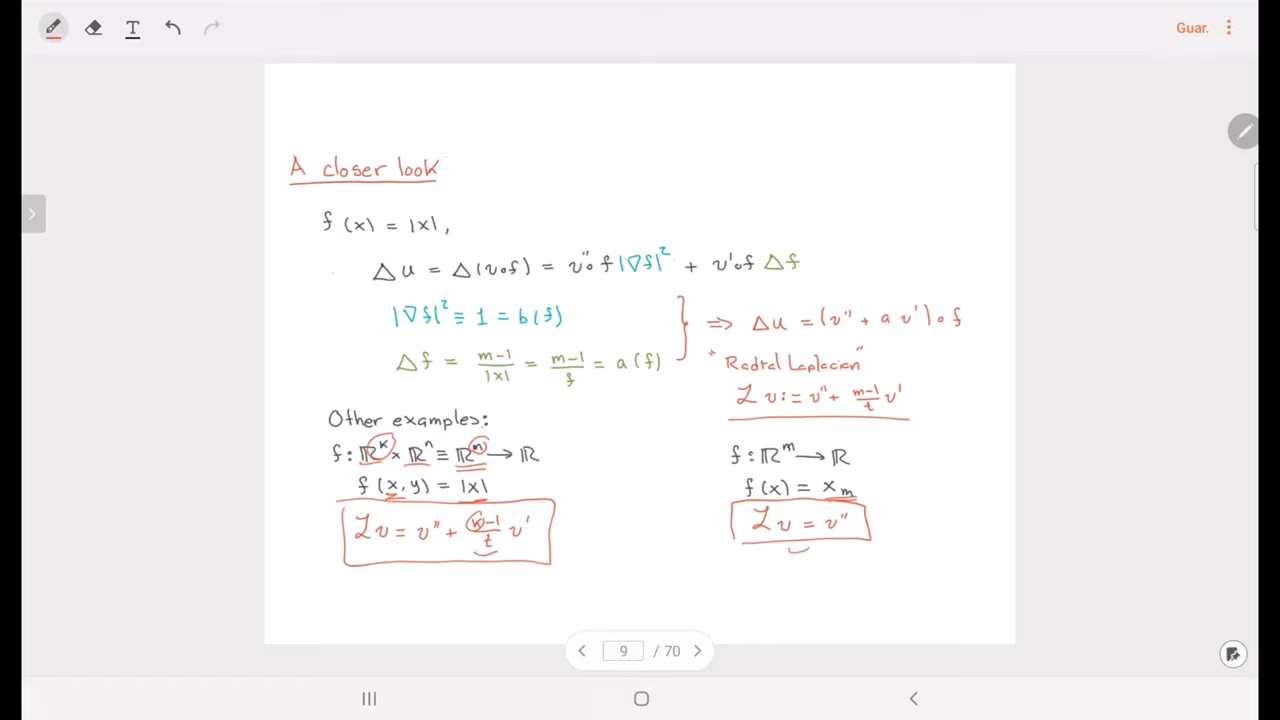 T
Guar.
A closer look
f(x) = |x|,
Δu = Δ(v∘f) = v''∘f |∇f|² + v'∘f Δf
|∇f|² ≡ 1 = b(f)
⇒ Δu = (v'' + a v')∘f
Δf = m-1/|x| = m-1/f = a(f)
"Radial Laplacian"
ℒv := v'' + m-1/t v'
Other examples:
f: ℝᵏ × ℝⁿ ≡ ℝᵐ → ℝ
f(x,y) = |x|
ℒv = v'' + k-1/t v'
f: ℝᵐ → ℝ
f(x) = xₘ
ℒv = v''
9 / 70